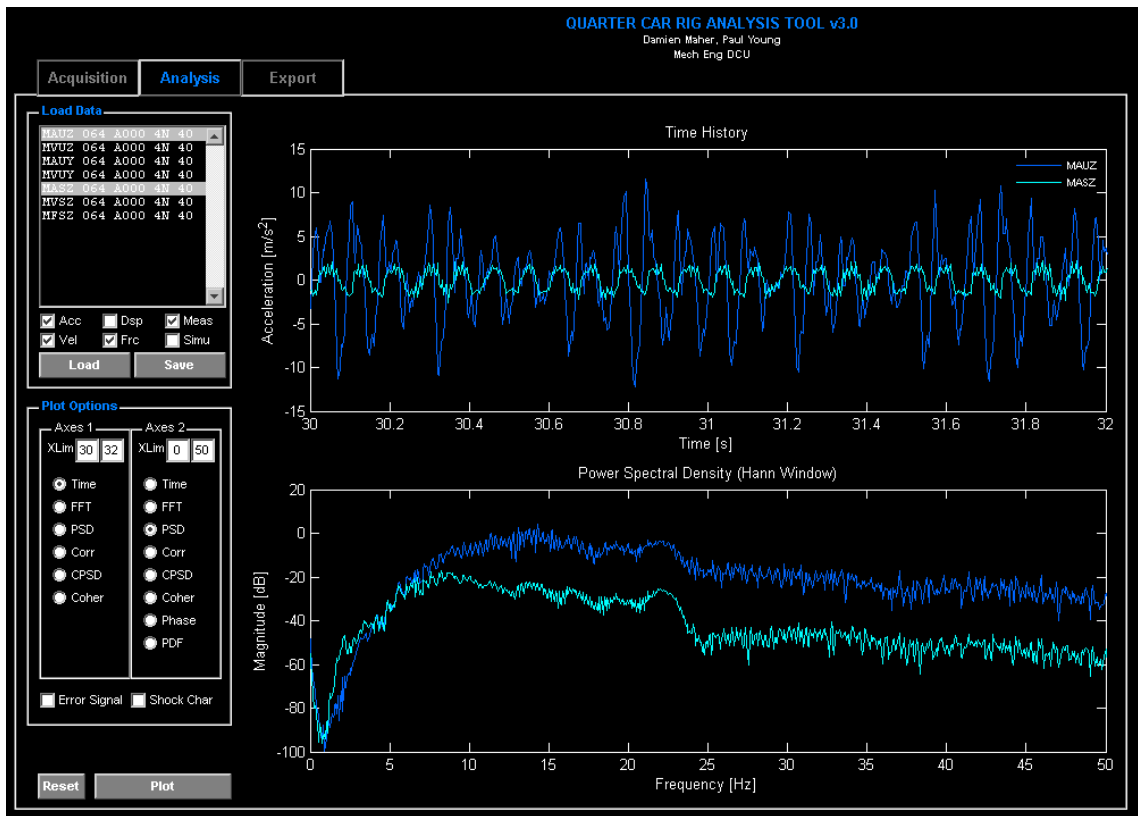 QUARTER CAR RIG ANALYSIS TOOL v3.0
Damien Maher, Paul Young
Mech Eng DCU
Acquisition Analysis Export
Load Data
MAUZ 064 A000 4N 40
MVUZ 064 A000 4N 40
MAUY 064 A000 4N 40
MVUY 064 A000 4N 40
MASZ 064 A000 4N 40
MVSZ 064 A000 4N 40
MFSZ 064 A000 4N 40
Acc Dsp Meas
Vel Frc Simu
Load Save
Plot Options
Axes 1 Axes 2
XLim 30 32 XLim 0 50
Time Time
FFT FFT
PSD PSD
Corr Corr
CPSD CPSD
Coher Coher
Phase
PDF
Error Signal Shock Char
Reset Plot
Time History
MAUZ
MASZ
Acceleration [m/s²]
15
10
5
0
-5
-10
-15
30 30.2 30.4 30.6 30.8 31 31.2 31.4 31.6 31.8 32
Time [s]
Power Spectral Density (Hann Window)
Magnitude [dB]
20
0
-20
-40
-60
-80
-100
0 5 10 15 20 25 30 35 40 45 50
Frequency [Hz]